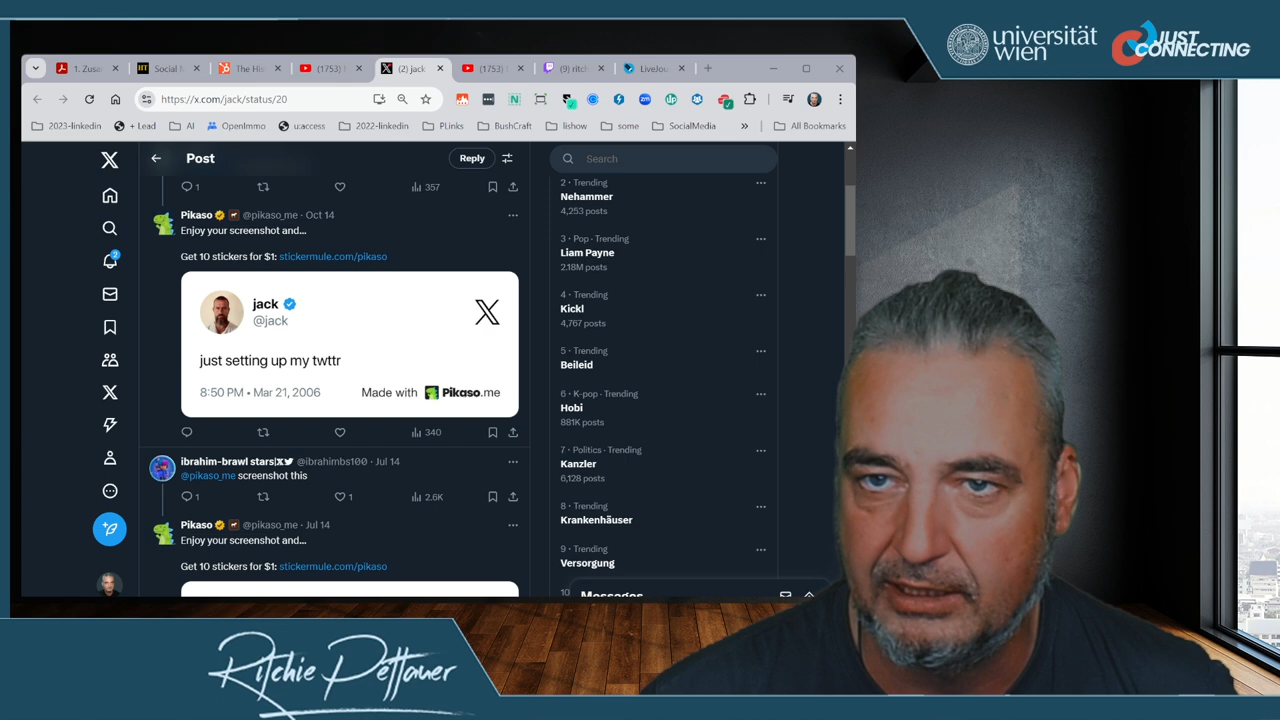 universität
wien
JUST
CONNECTING
1. Zusa
Social M
The His
(1753)
(2) jack
(1753)
(9) ritch
LiveJou
https://x.com/jack/status/20
2023-linkedin
+ Lead
AI
OpenImmo
u:access
2022-linkedin
PLinks
BushCraft
lishow
some
SocialMedia
»
All Bookmarks
Post
Reply
Search
1
357
Pikaso @pikaso_me · Oct 14
Enjoy your screenshot and...
Get 10 stickers for $1: stickermule.com/pikaso
jack
@jack
just setting up my twttr
8:50 PM • Mar 21, 2006
Made with Pikaso.me
340
ibrahim-brawl stars|X @ibrahimbs100 · Jul 14
@pikaso_me screenshot this
1
1
2.6K
Pikaso @pikaso_me · Jul 14
Enjoy your screenshot and...
Get 10 stickers for $1: stickermule.com/pikaso
2
2 · Trending
Nehammer
4,253 posts
3 · Pop · Trending
Liam Payne
2.18M posts
4 · Trending
Kickl
4,767 posts
5 · Trending
Beileid
6 · K-pop · Trending
Hobi
881K posts
7 · Politics · Trending
Kanzler
6,128 posts
8 · Trending
Krankenhäuser
9 · Trending
Versorgung
10
Messages
Ritchie Pettauer